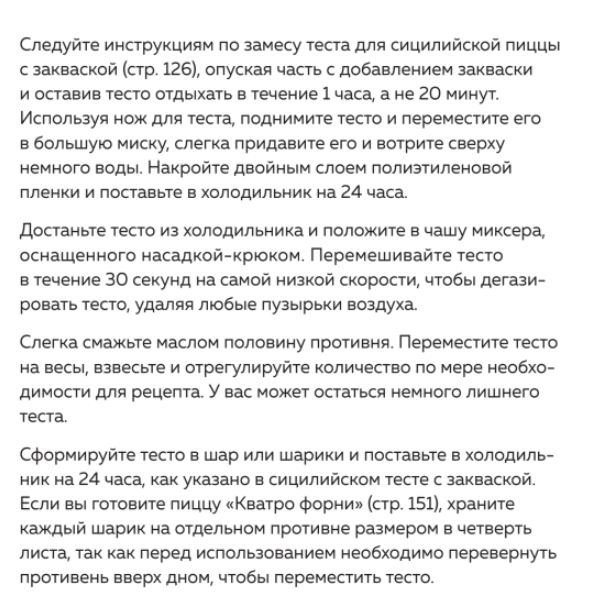 Следуйте инструкциям по замесу теста для сицилийской пиццы
с закваской (стр. 126), опуская часть с добавлением закваски
и оставив тесто отдыхать в течение 1 часа, а не 20 минут.
Используя нож для теста, поднимите тесто и переместите его
в большую миску, слегка придавите его и вотрите сверху
немного воды. Накройте двойным слоем полиэтиленовой
пленки и поставьте в холодильник на 24 часа.
Достаньте тесто из холодильника и положите в чашу миксера,
оснащенного насадкой-крюком. Перемешивайте тесто
в течение 30 секунд на самой низкой скорости, чтобы дегази-
ровать тесто, удаляя любые пузырьки воздуха.
Слегка смажьте маслом половину противня. Переместите тесто
на весы, взвесьте и отрегулируйте количество по мере необхо-
димости для рецепта. У вас может остаться немного лишнего
теста.
Сформируйте тесто в шар или шарики и поставьте в холодиль-
ник на 24 часа, как указано в сицилийском тесте с закваской.
Если вы готовите пиццу «Кватро форни» (стр. 151), храните
каждый шарик на отдельном противне размером в четверть
листа, так как перед использованием необходимо перевернуть
противень вверх дном, чтобы переместить тесто.